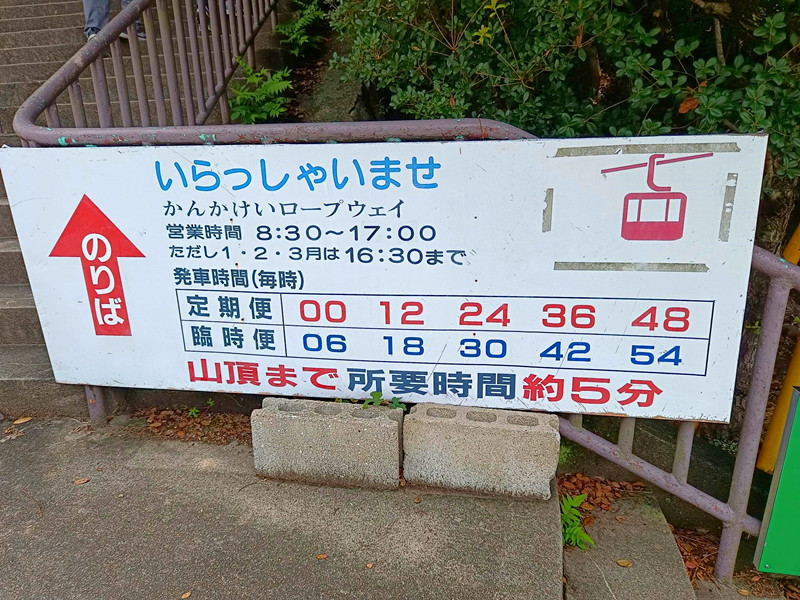 いらっしゃいませ
かんかけいロープウェイ
営業時間 8:30〜17:00
ただし1・2・3月は16:30まで
のりば
発車時間(毎時)
定期便 00 12 24 36 48
臨時便 06 18 30 42 54
山頂まで所要時間約5分